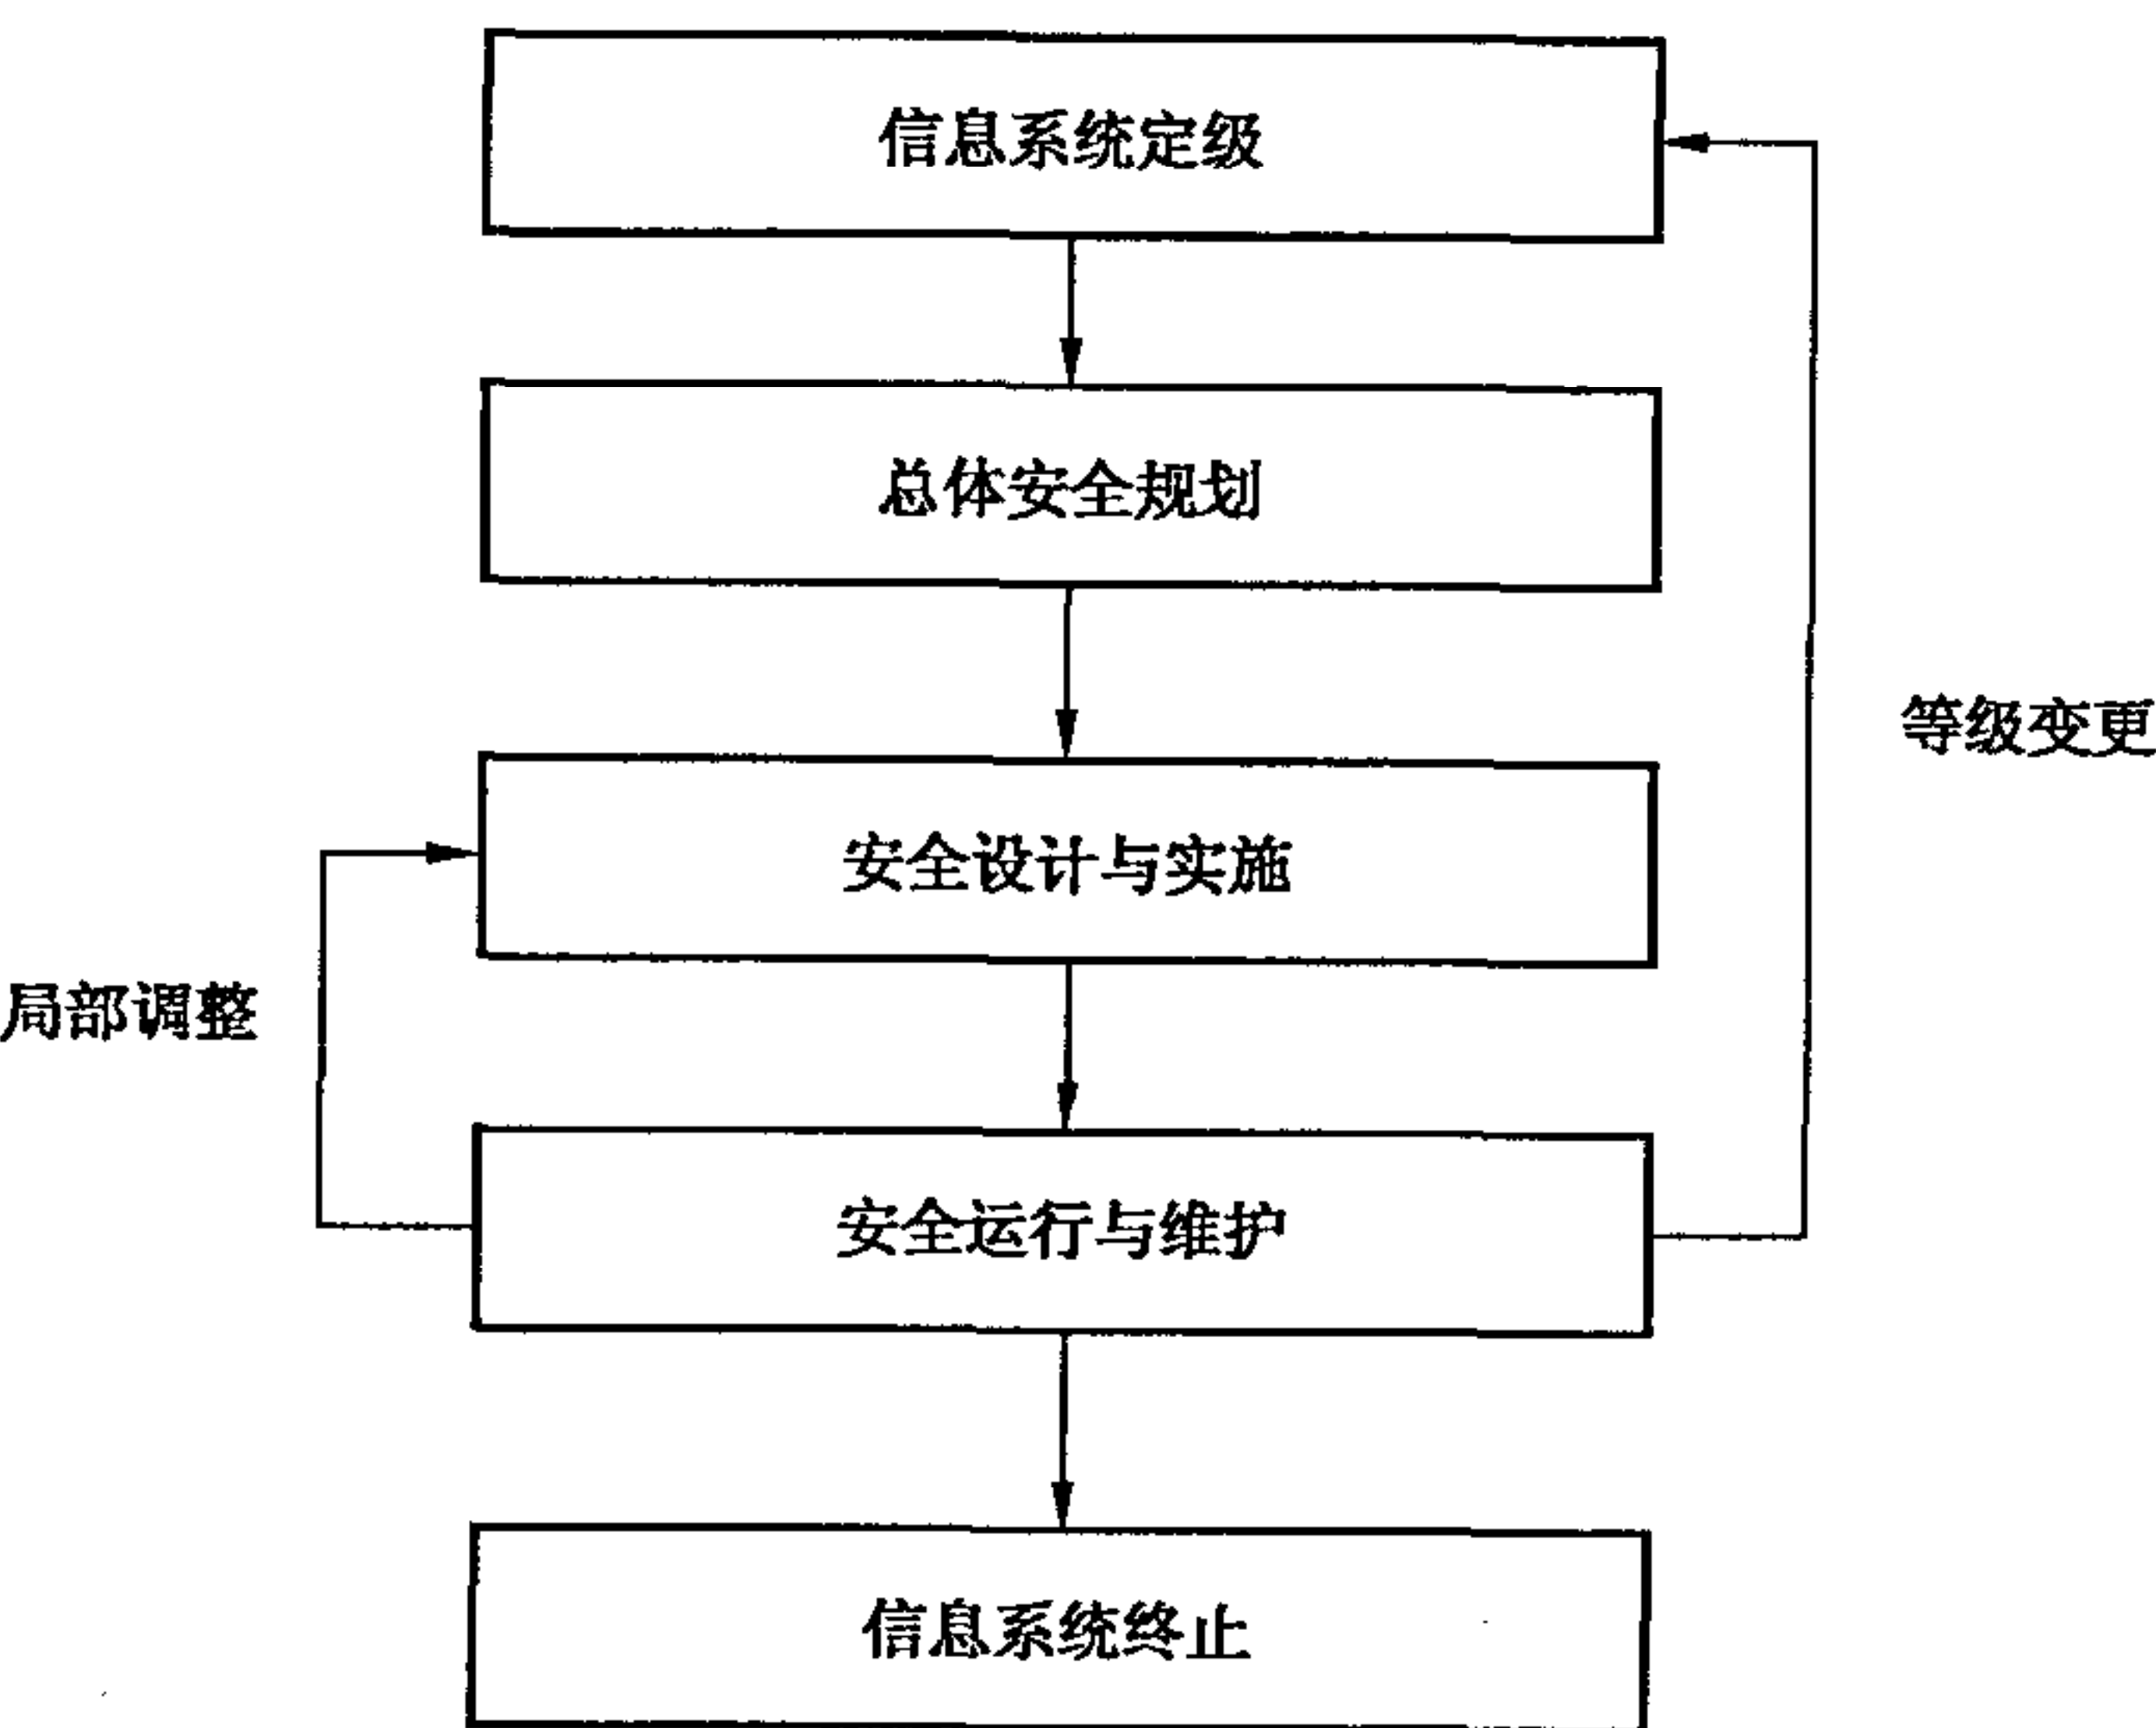 信息系统定级
总体安全规划
等级变更
安全设计与实施
局部调整
安全运行与维护
信息系统终止